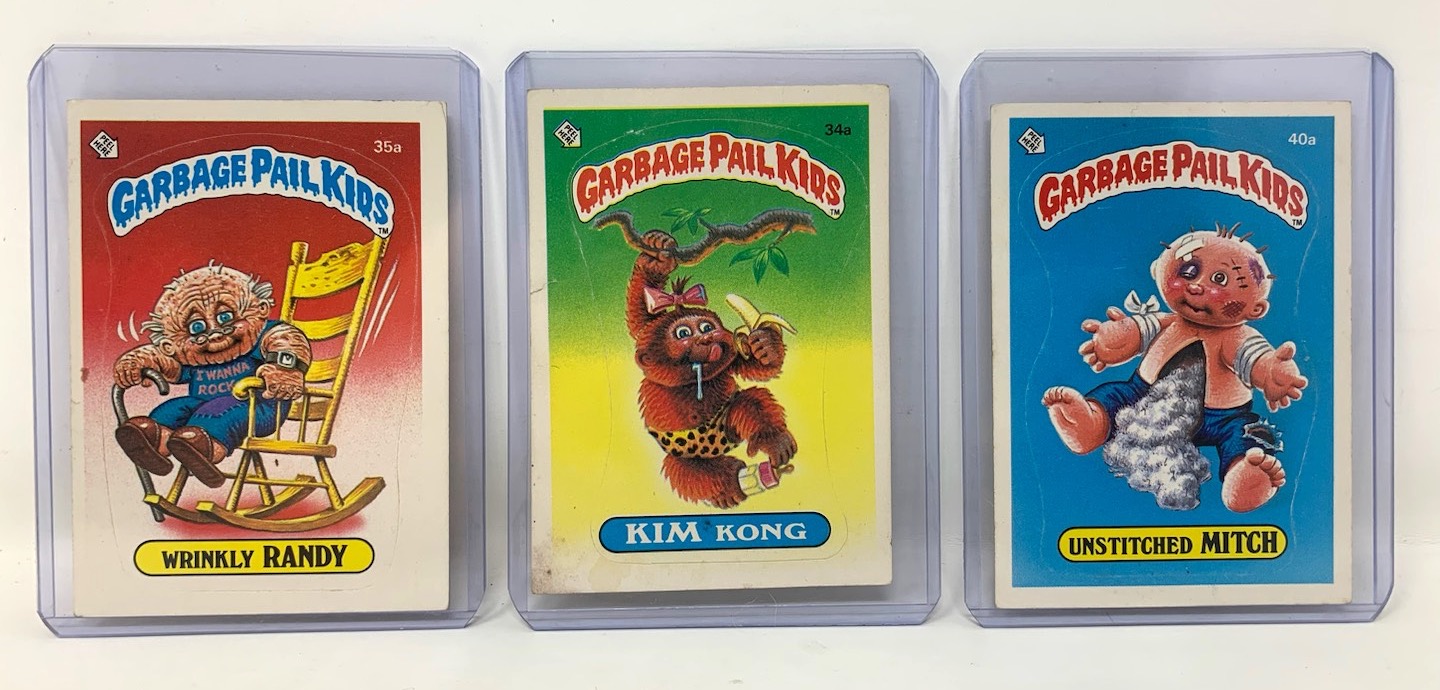 PEEL HERE
35a
GARBAGE PAIL KIDS
TM
I WANNA
ROCK
WRINKLY RANDY
PEEL HERE
34a
GARBAGE PAIL KIDS
TM
KIM KONG
PEEL HERE
40a
GARBAGE PAIL KIDS
TM
UNSTITCHED MITCH